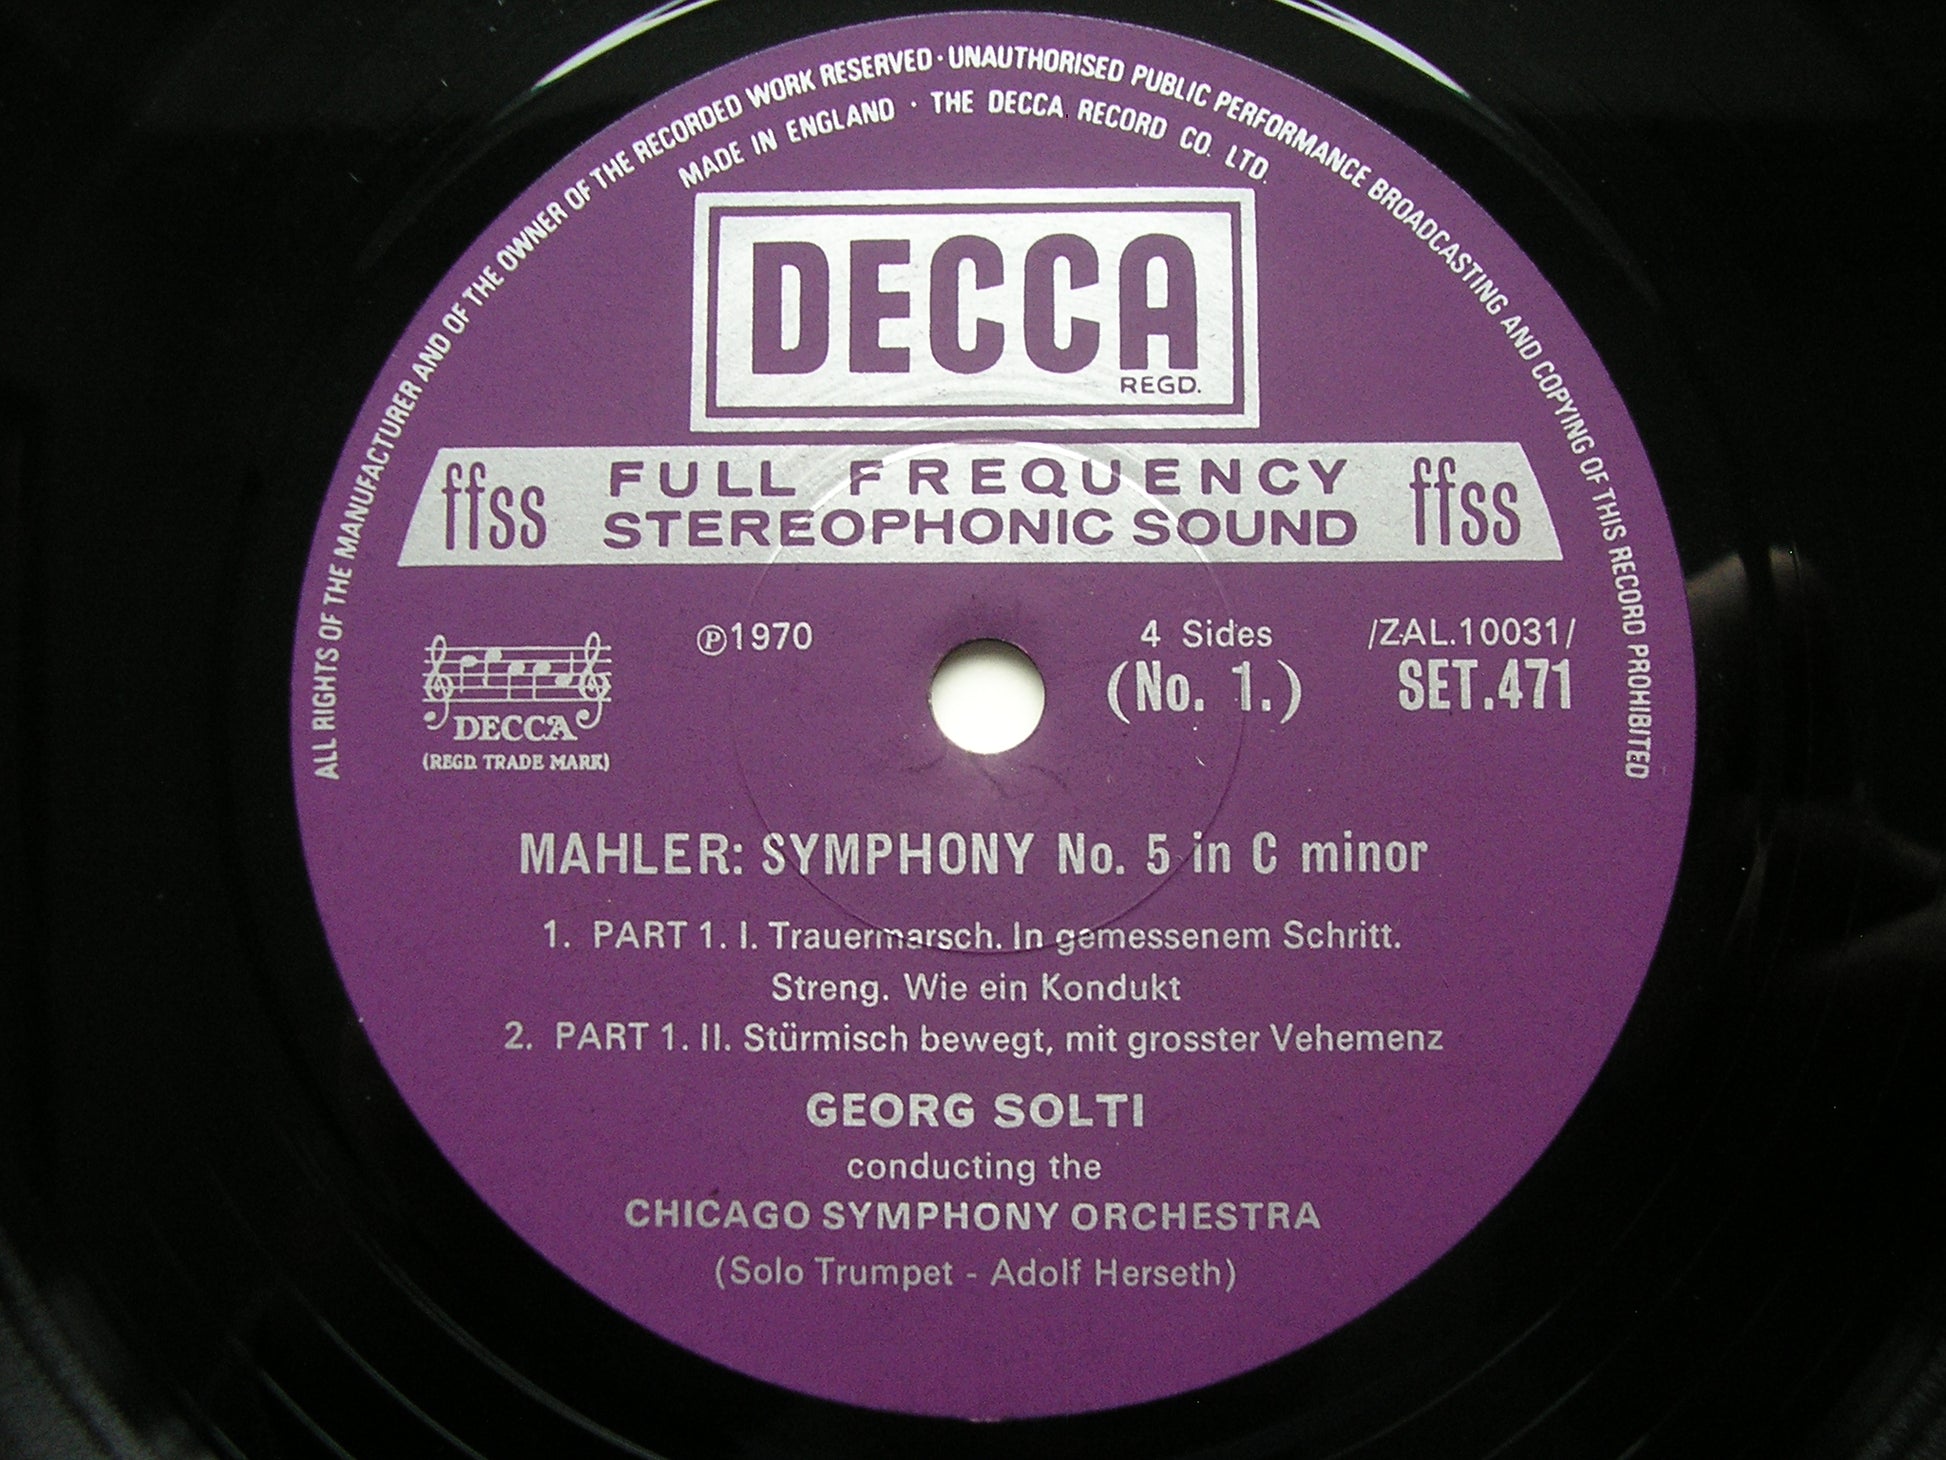 ALL RIGHTS OF THE MANUFACTURER AND OF THE OWNER OF THE RECORDED WORK RESERVED · UNAUTHORISED PUBLIC PERFORMANCE BROADCASTING AND COPYING OF THIS RECORD PROHIBITED
MADE IN ENGLAND · THE DECCA RECORD CO. LTD.
DECCA
REGD.
ffss FULL FREQUENCY ffss
STEREOPHONIC SOUND
℗1970 4 Sides /ZAL.10031/
(No. 1.) SET.471
DECCA
(REGD. TRADE MARK)
MAHLER: SYMPHONY No. 5 in C minor
1. PART 1. I. Trauermarsch. In gemessenem Schritt.
Streng. Wie ein Kondukt
2. PART 1. II. Stürmisch bewegt, mit grosster Vehemenz
GEORG SOLTI
conducting the
CHICAGO SYMPHONY ORCHESTRA
(Solo Trumpet - Adolf Herseth)